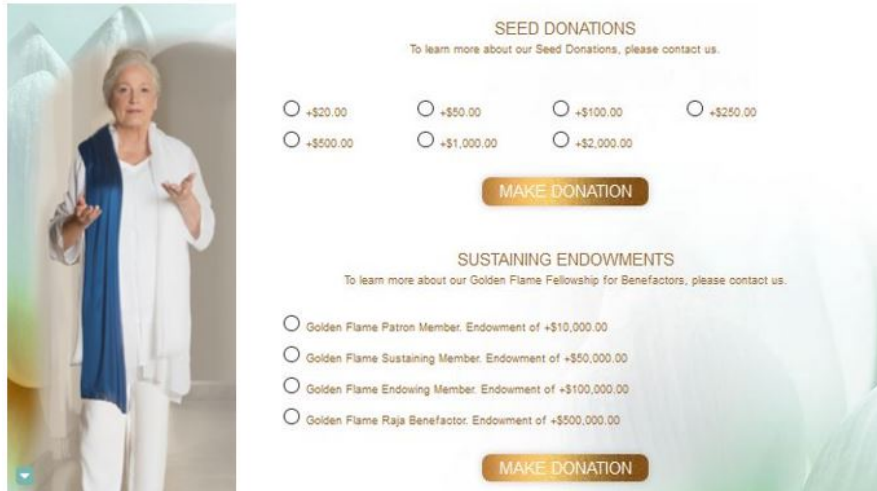 SEED DONATIONS
To learn more about our Seed Donations, please contact us.
+$20.00 +$50.00 +$100.00 +$250.00
+$500.00 +$1,000.00 +$2,000.00
MAKE DONATION
SUSTAINING ENDOWMENTS
To learn more about our Golden Flame Fellowship for Benefactors, please contact us.
Golden Flame Patron Member. Endowment of +$10,000.00
Golden Flame Sustaining Member. Endowment of +$50,000.00
Golden Flame Endowing Member. Endowment of +$100,000.00
Golden Flame Raja Benefactor. Endowment of +$500,000.00
MAKE DONATION